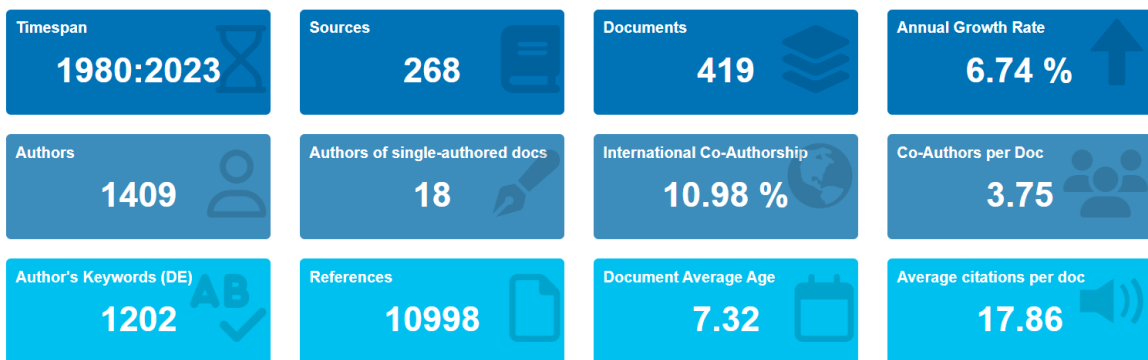 Timespan
1980:2023
Sources
268
Documents
419
Annual Growth Rate
6.74 %
Authors
1409
Authors of single-authored docs
18
International Co-Authorship
10.98 %
Co-Authors per Doc
3.75
Author's Keywords (DE)
1202
AB
References
10998
Document Average Age
7.32
Average citations per doc
17.86